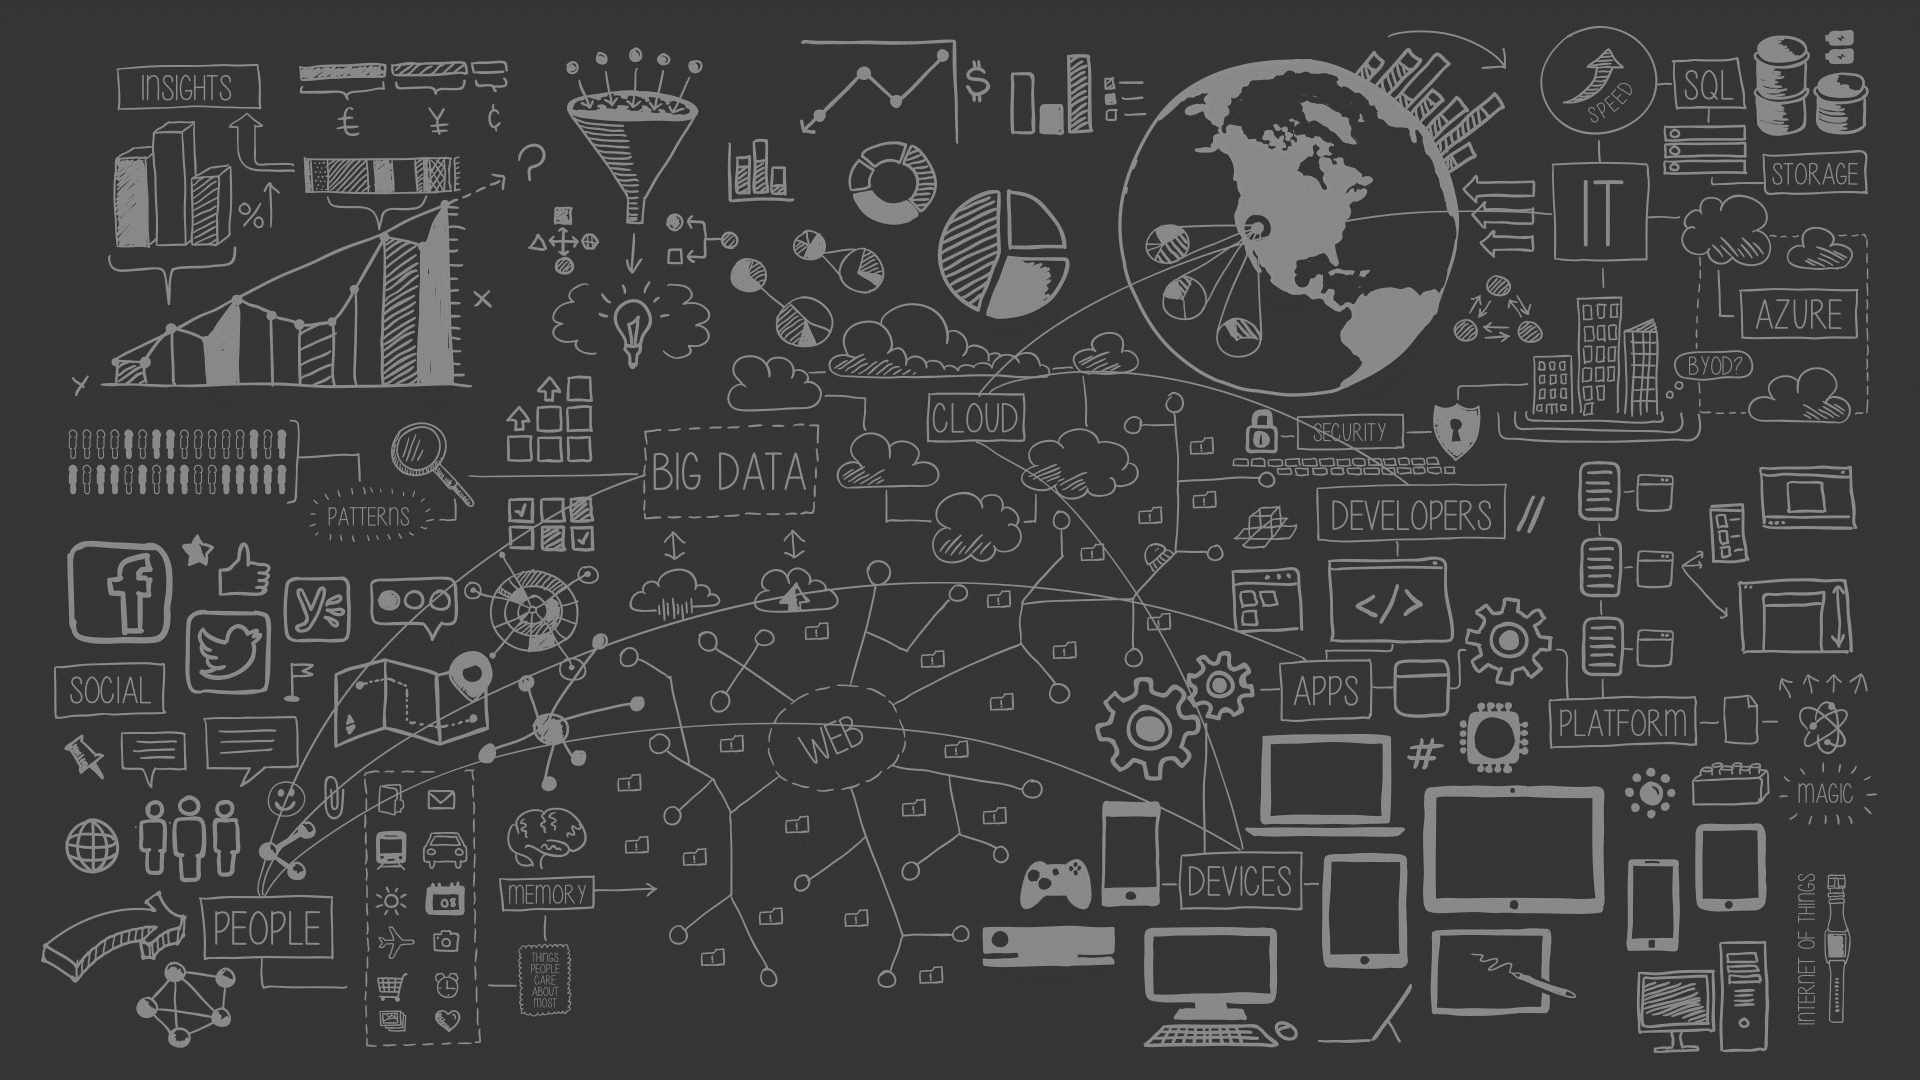 INSIGHTS
€
¥
¢
%
?
X
Y
$
SPEED
SQL
STORAGE
IT
AZURE
BYOD?
CLOUD
SECURITY
BIG DATA
PATTERNS
DEVELOPERS //
</>
f
y
SOCIAL
APPS
PLATFORM
WEB
#
MAGIC
MEMORY
DEVICES
08
PEOPLE
THINGS
PEOPLE
CARE
ABOUT
MOST
INTERNET OF THINGS